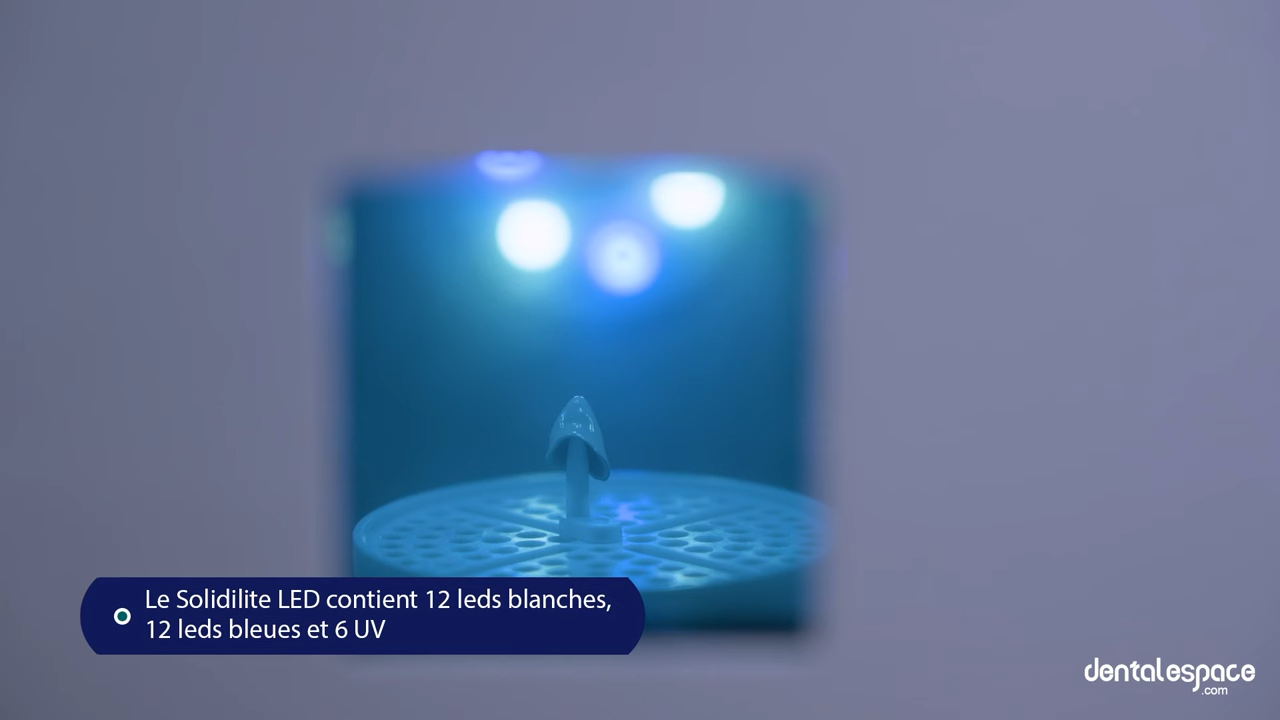 Le Solidilite LED contient 12 leds blanches,
12 leds bleues et 6 UV
dentalespace
.com